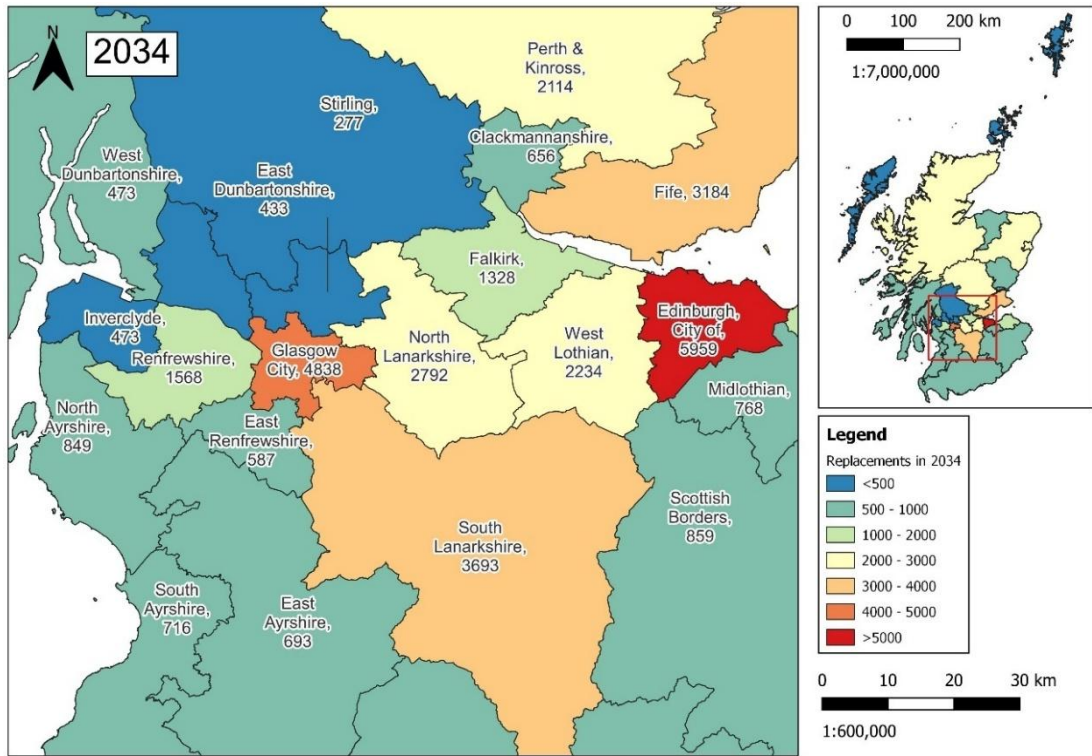 N
2034
Perth &
Kinross,
2114
Stirling,
277
Clackmannanshire,
656
West
Dunbartonshire,
473
East
Dunbartonshire,
433
Fife, 3184
Falkirk,
1328
Inverclyde,
473
Renfrewshire,
1568
Glasgow
City, 4838
North
Lanarkshire,
2792
West
Lothian,
2234
Edinburgh,
City of,
5959
Midlothian,
768
North
Ayrshire,
849
East
Renfrewshire,
587
South
Lanarkshire,
3693
Scottish
Borders,
859
South
Ayrshire,
716
East
Ayrshire,
693
0 100 200 km
1:7,000,000
Legend
Replacements in 2034
<500
500 - 1000
1000 - 2000
2000 - 3000
3000 - 4000
4000 - 5000
>5000
0 10 20 30 km
1:600,000